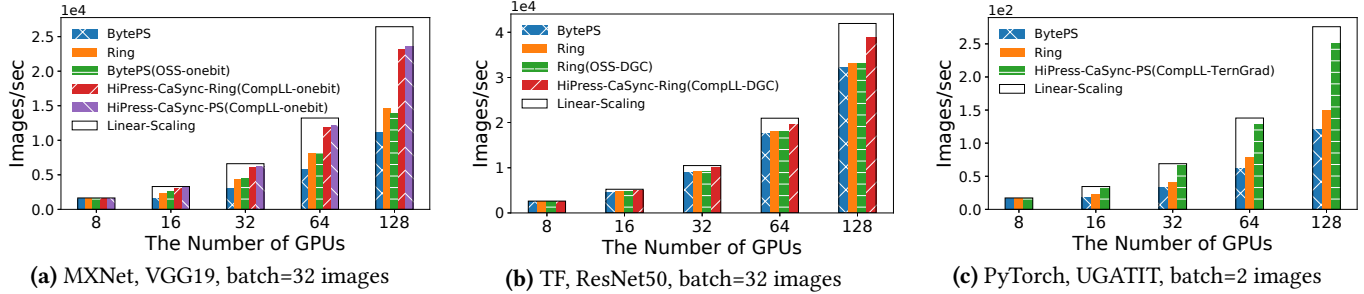 1e4
Images/sec
2.5
2.0
1.5
1.0
0.5
0.0
BytePS
Ring
BytePS(OSS-onebit)
HiPress-CaSync-Ring(CompLL-onebit)
HiPress-CaSync-PS(CompLL-onebit)
Linear-Scaling
8 16 32 64 128
The Number of GPUs
(a) MXNet, VGG19, batch=32 images
1e4
Images/sec
4
3
2
1
0
BytePS
Ring
Ring(OSS-DGC)
HiPress-CaSync-Ring(CompLL-DGC)
Linear-Scaling
8 16 32 64 128
The Number of GPUs
(b) TF, ResNet50, batch=32 images
1e2
Images/sec
2.5
2.0
1.5
1.0
0.5
0.0
BytePS
Ring
HiPress-CaSync-PS(CompLL-TernGrad)
Linear-Scaling
8 16 32 64 128
The Number of GPUs
(c) PyTorch, UGATIT, batch=2 images